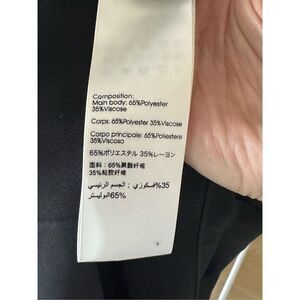 Composition:
Main body: 65%Polyester
35%Viscose
Corps: 65%Polyester 35%Viscose
Corpo principale: 65%Poliestere
35%Viscosa
65%ポリエステル 35%レーヨン
面料：65%聚酯纤维
35%粘胶纤维
35%فسكوزي : الجسم الرئيسي
65%البوليستر